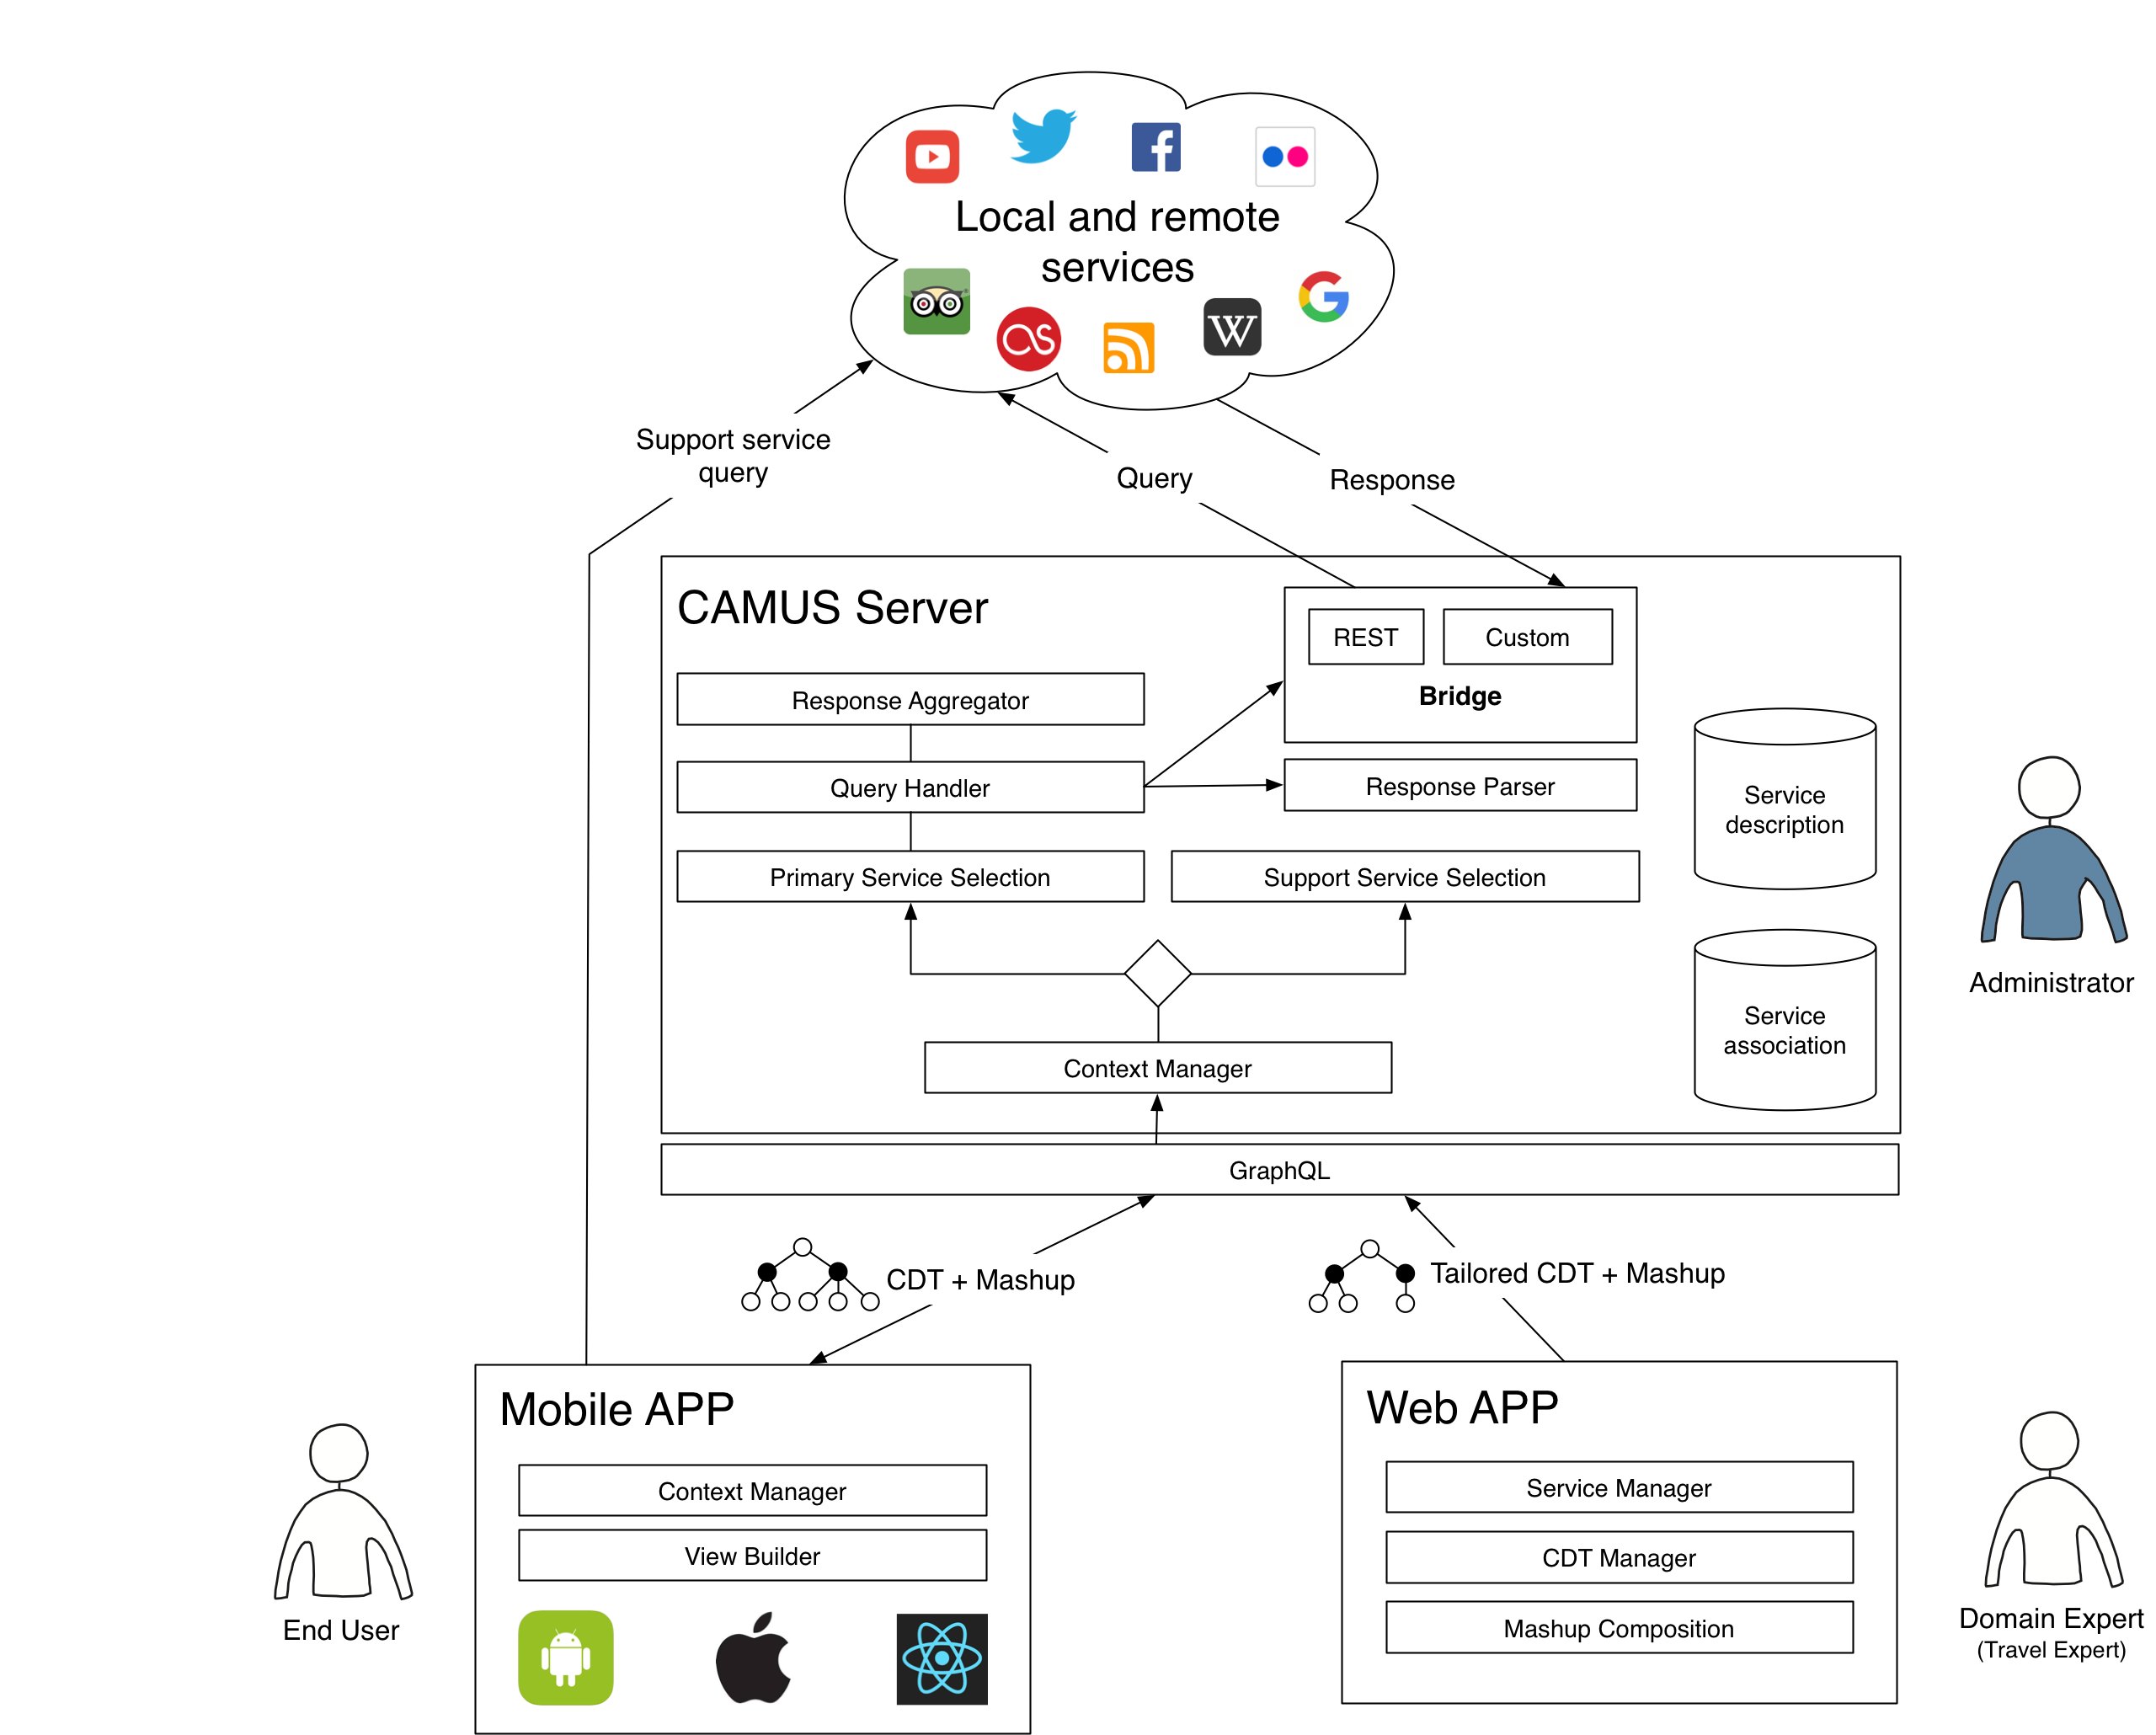 Local and remote
services
Support service
query
Query
Response
CAMUS Server
REST
Custom
Bridge
Response Aggregator
Query Handler
Response Parser
Primary Service Selection
Support Service Selection
Service
description
Service
association
Administrator
Context Manager
GraphQL
CDT + Mashup
Tailored CDT + Mashup
Mobile APP
Context Manager
View Builder
End User
Web APP
Service Manager
CDT Manager
Mashup Composition
Domain Expert
(Travel Expert)